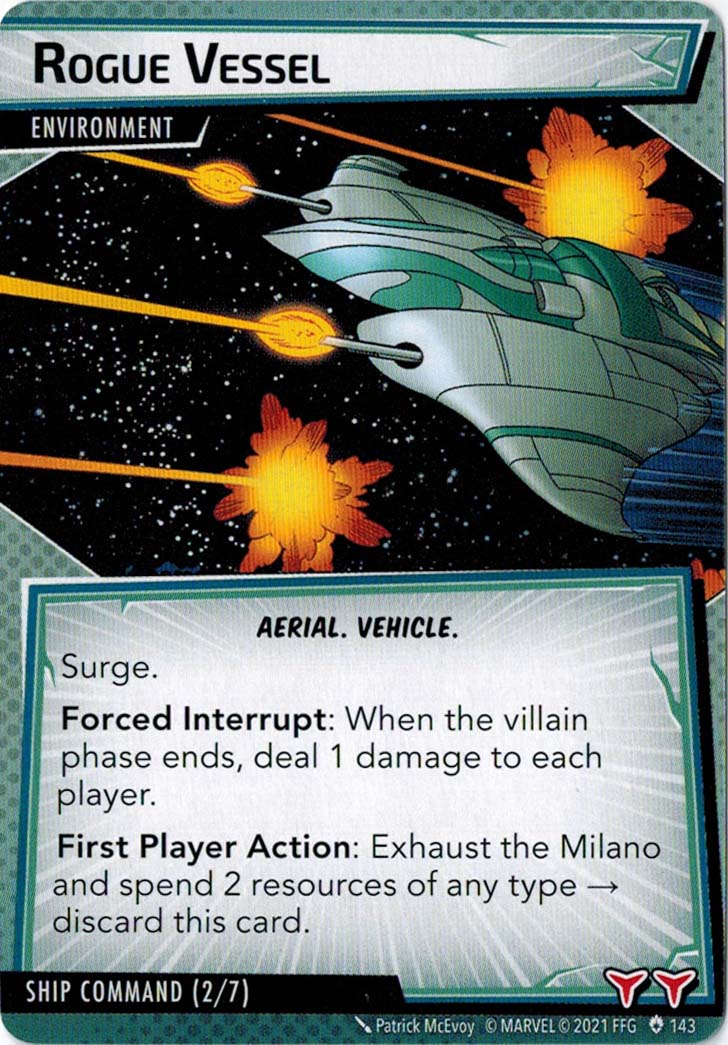 ROGUE VESSEL
ENVIRONMENT
AERIAL. VEHICLE.
Surge.
Forced Interrupt: When the villain
phase ends, deal 1 damage to each
player.
First Player Action: Exhaust the Milano
and spend 2 resources of any type →
discard this card.
SHIP COMMAND (2/7)
Patrick McEvoy © MARVEL © 2021 FFG 143